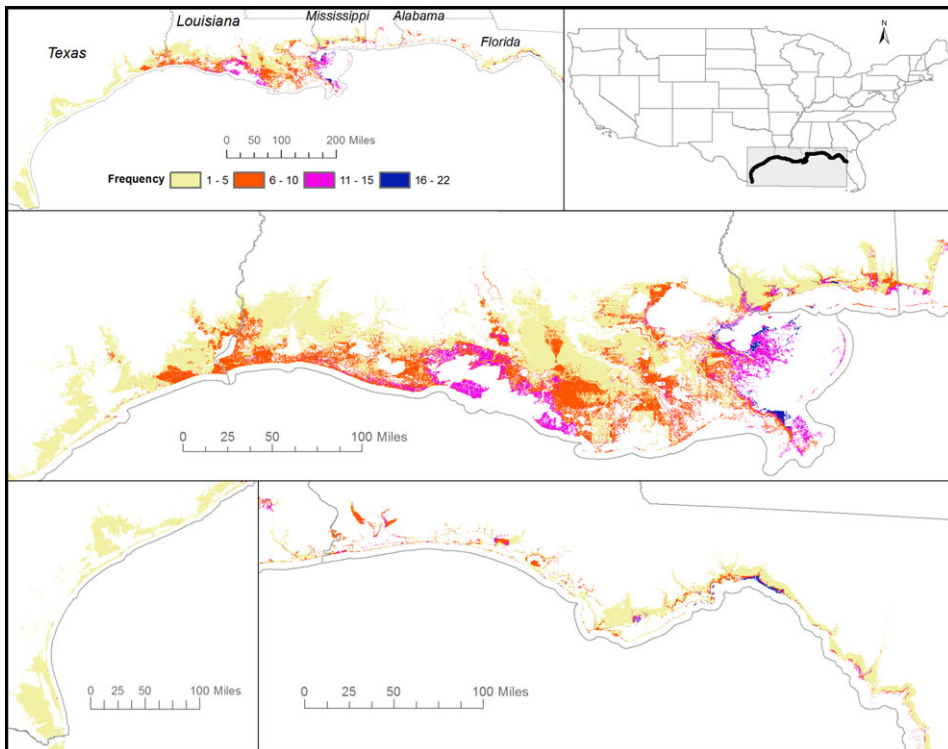 Louisiana
Mississippi
Alabama
Texas
Florida
0 50 100 200 Miles
Frequency 1 - 5 6 - 10 11 - 15 16 - 22
N
0 25 50 100 Miles
0 25 50 100 Miles
0 25 50 100 Miles